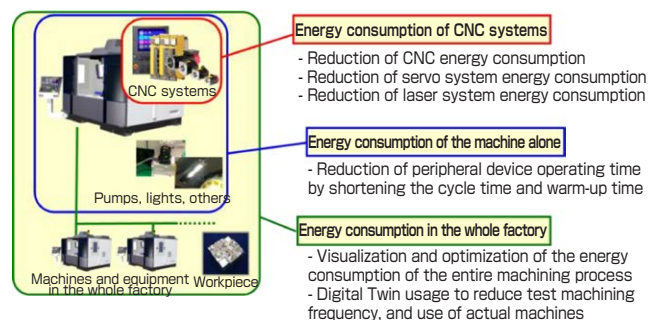 CNC systems
Pumps, lights, others
Machines and equipment
in the whole factory
Workpiece
Energy consumption of CNC systems
- Reduction of CNC energy consumption
- Reduction of servo system energy consumption
- Reduction of laser system energy consumption
Energy consumption of the machine alone
- Reduction of peripheral device operating time
by shortening the cycle time and warm-up time
Energy consumption in the whole factory
- Visualization and optimization of the energy
consumption of the entire machining process
- Digital Twin usage to reduce test machining
frequency, and use of actual machines